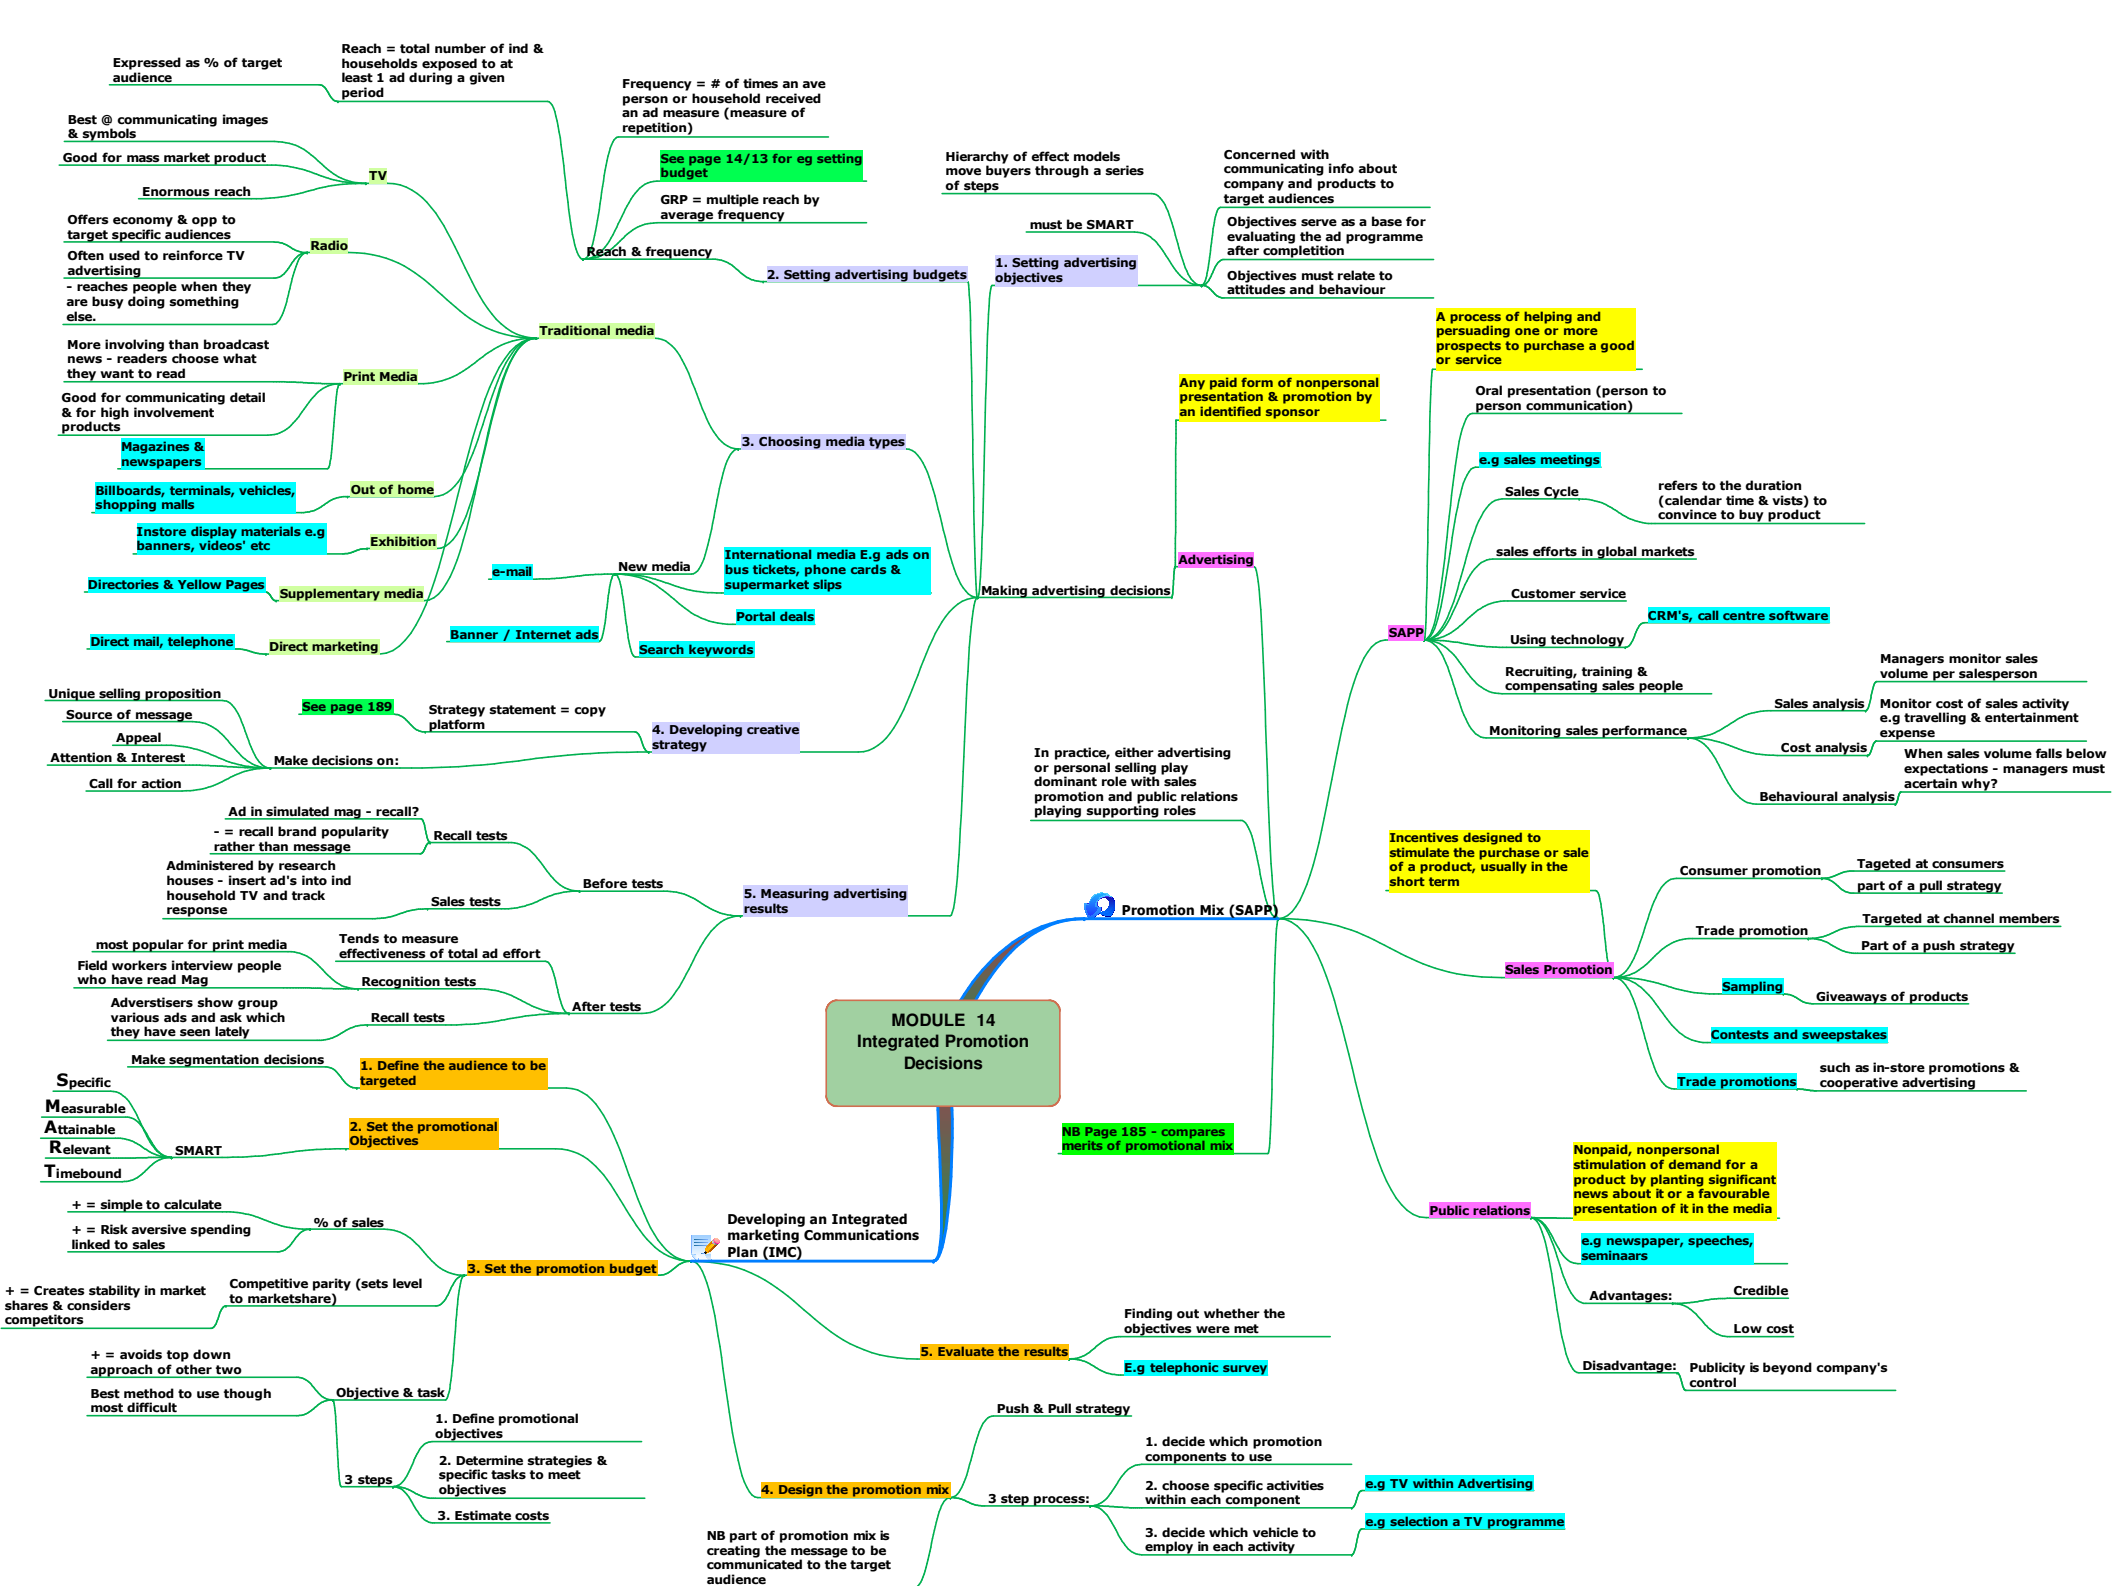 MODULE  14
Integrated Promotion
Decisions
Promotion Mix (SAPP)
In practice, either advertising
or personal selling play
dominant role with sales
promotion and public relations
playing supporting roles
NB Page 185 - compares
merits of promotional mix
Advertising
Any paid form of nonpersonal
presentation & promotion by
an identified sponsor
Making advertising decisions
1. Setting advertising
objectives
Hierarchy of effect models
move buyers through a series
of steps
must be SMART
Concerned with
communicating info about
company and products to
target audiences
Objectives serve as a base for
evaluating the ad programme
after complettion
Objectives must relate to
attitudes and behaviour
2. Setting advertising budgets
Reach & frequency
Reach = total number of ind &
households exposed to at
least 1 ad during a given
period
Expressed as % of target
audience
Frequency = # of times an ave
person or household received
an ad measure (measure of
repetition)
See page 14/13 for eg setting
budget
GRP = multiple reach by
average frequency
3. Choosing media types
Traditional media
TV
Best @ communicating images
& symbols
Good for mass market product
Enormous reach
Radio
Offers economy & opp to
target specific audiences
Often used to reinforce TV
advertising
- reaches people when they
are busy doing something
else.
Print Media
More involving than broadcast
news - readers choose what
they want to read
Good for communicating detail
& for high involvement
products
Magazines &
newspapers
Out of home
Billboards, terminals, vehicles,
shopping malls
Exhibition
Instore display materials e.g
banners, videos' etc
Supplementary media
Directories & Yellow Pages
Direct marketing
Direct mail, telephone
New media
e-mail
Banner / Internet ads
International media E.g ads on
bus tickets, phone cards &
supermarket slips
Portal deals
Search keywords
4. Developing creative
strategy
Strategy statement = copy
platform
See page 189
Make decisions on:
Unique selling proposition
Source of message
Appeal
Attention & Interest
Call for action
5. Measuring advertising
results
Before tests
Recall tests
Ad in simulated mag - recall?
- = recall brand popularity
rather than message
Sales tests
Administered by research
houses - insert ad's into ind
household TV and track
response
After tests
Tends to measure
effectiveness of total ad effort
Recognition tests
most popular for print media
Field workers interview people
who have read Mag
Recall tests
Adverstisers show group
various ads and ask which
they have seen lately
SAPP
A process of helping and
persuading one or more
prospects to purchase a good
or service
Oral presentation (person to
person communication)
e.g sales meetings
Sales Cycle
refers to the duration
(calendar time & vists) to
convince to buy product
sales efforts in global markets
Customer service
Using technology
CRM's, call centre software
Recruiting, training &
compensating sales people
Monitoring sales performance
Sales analysis
Managers monitor sales
volume per salesperson
Cost analysis
Monitor cost of sales activity
e.g travelling & entertainment
expense
Behavioural analysis
When sales volume falls below
expectations - managers must
acertain why?
Sales Promotion
Incentives designed to
stimulate the purchase or sale
of a product, usually in the
short term
Consumer promotion
Tageted at consumers
part of a pull strategy
Trade promotion
Targeted at channel members
Part of a push strategy
Sampling
Giveaways of products
Contests and sweepstakes
Trade promotions
such as in-store promotions &
cooperative advertising
Public relations
Nonpaid, nonpersonal
stimulation of demand for a
product by planting significant
news about it or a favourable
presentation of it in the media
e.g newspaper, speeches,
seminaars
Advantages:
Credible
Low cost
Disadvantage:
Publicity is beyond company's
control
Developing an Integrated
marketing Communications
Plan (IMC)
1. Define the audience to be
targeted
Make segmentation decisions
2. Set the promotional
Objectives
SMART
Specific
Measurable
Attainable
Relevant
Timebound
3. Set the promotion budget
% of sales
+ = simple to calculate
+ = Risk aversive spending
linked to sales
Competitive parity (sets level
to marketshare)
+ = Creates stability in market
shares & considers
competitors
Objective & task
+ = avoids top down
approach of other two
Best method to use though
most difficult
3 steps
1. Define promotional
objectives
2. Determine strategies &
specific tasks to meet
objectives
3. Estimate costs
4. Design the promotion mix
Push & Pull strategy
3 step process:
1. decide which promotion
components to use
2. choose specific activities
within each component
e.g TV within Advertising
3. decide which vehicle to
employ in each activity
e.g selection a TV programme
NB part of promotion mix is
creating the message to be
communicated to the target
audience
5. Evaluate the results
Finding out whether the
objectives were met
E.g telephonic survey